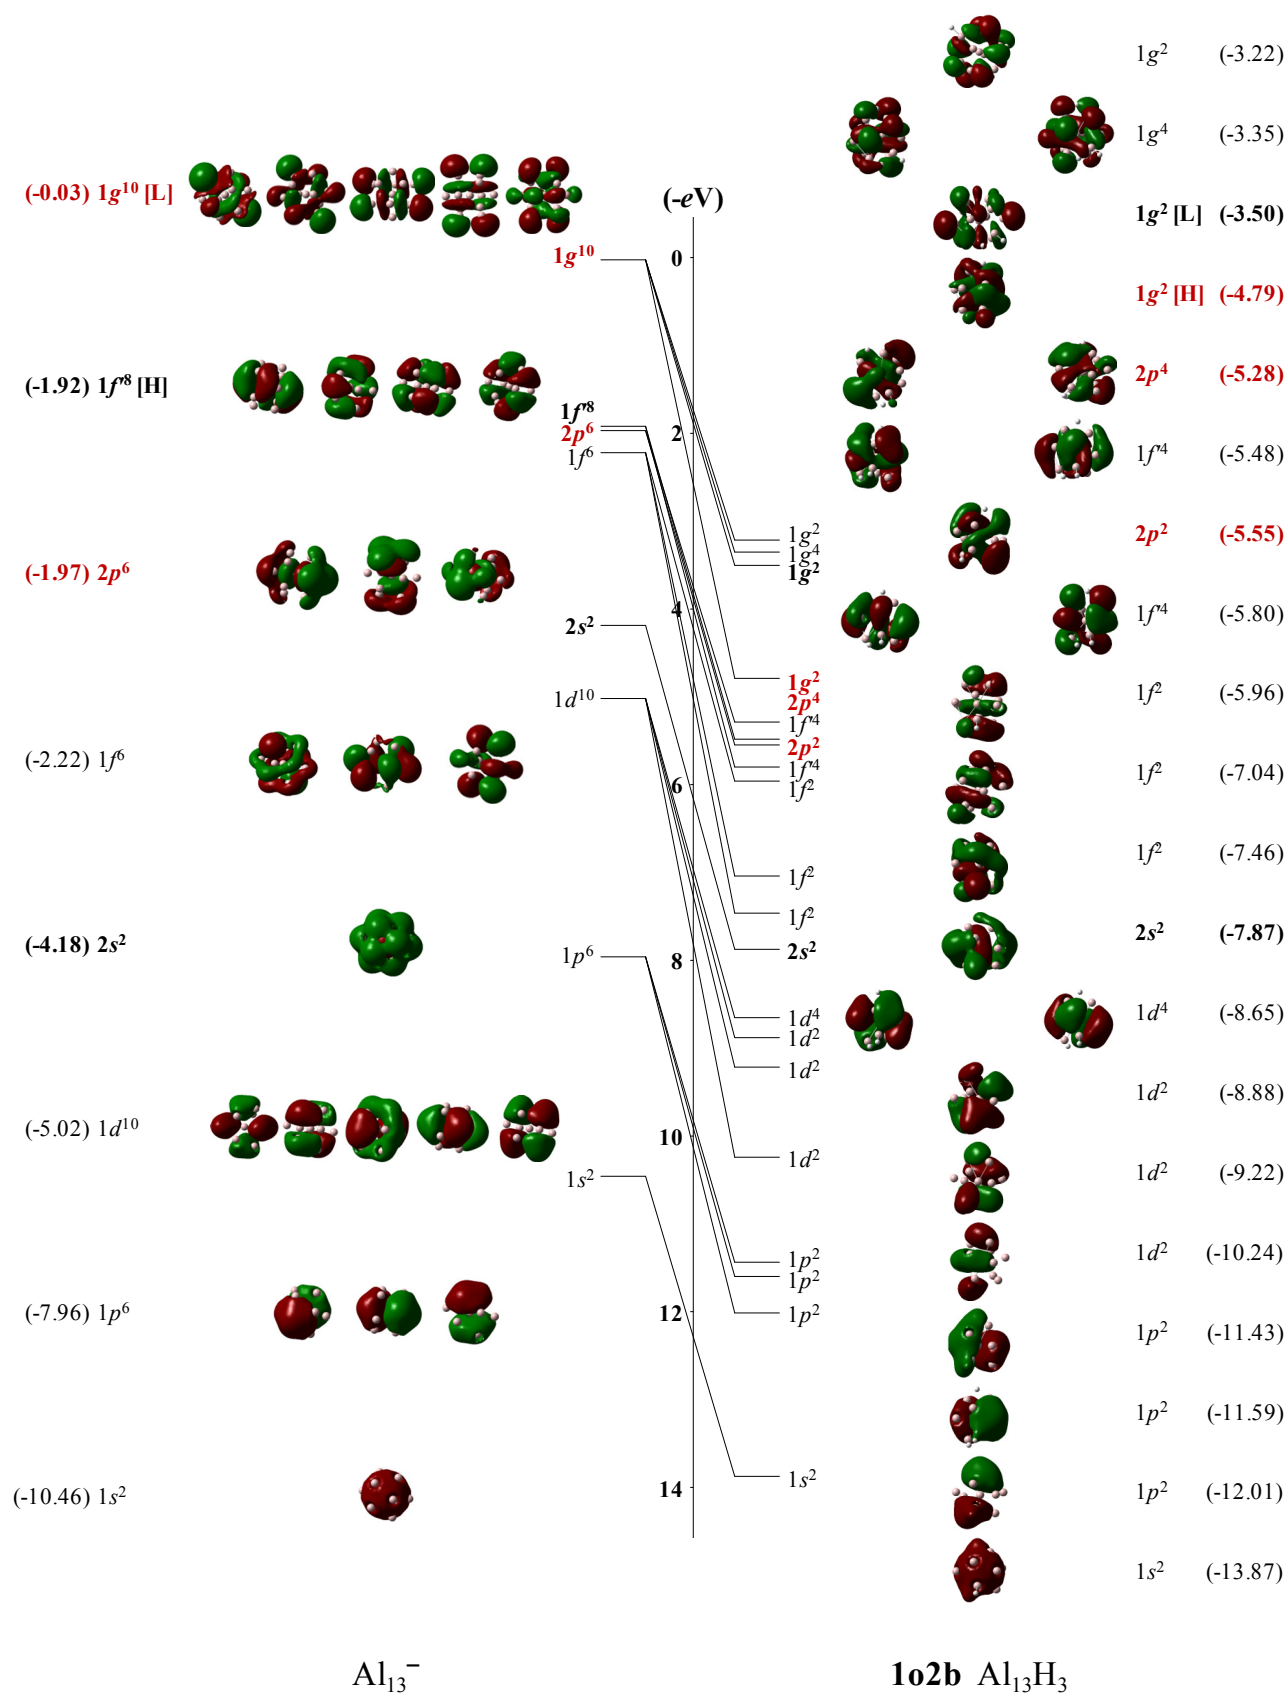 (-0.03) 1g¹⁰ [L]
(-1.92) 1f′⁸ [H]
(-1.97) 2p⁶
(-2.22) 1f⁶
(-4.18) 2s²
(-5.02) 1d¹⁰
(-7.96) 1p⁶
(-10.46) 1s²
Al₁₃⁻
1g¹⁰
1f′⁸
2p⁶
1f⁶
2s²
1d¹⁰
1p⁶
1s²
(-eV)
0
2
4
6
8
10
12
14
1g²
1g⁴
1g²
1g²
2p⁴
1f′⁴
2p²
1f′⁴
1f²
1f²
1f²
2s²
1d⁴
1d²
1d²
1d²
1p²
1p²
1p²
1s²
1g² (-3.22)
1g⁴ (-3.35)
1g² [L] (-3.50)
1g² [H] (-4.79)
2p⁴ (-5.28)
1f′⁴ (-5.48)
2p² (-5.55)
1f′⁴ (-5.80)
1f² (-5.96)
1f² (-7.04)
1f² (-7.46)
2s² (-7.87)
1d⁴ (-8.65)
1d² (-8.88)
1d² (-9.22)
1d² (-10.24)
1p² (-11.43)
1p² (-11.59)
1p² (-12.01)
1s² (-13.87)
1o2b Al₁₃H₃